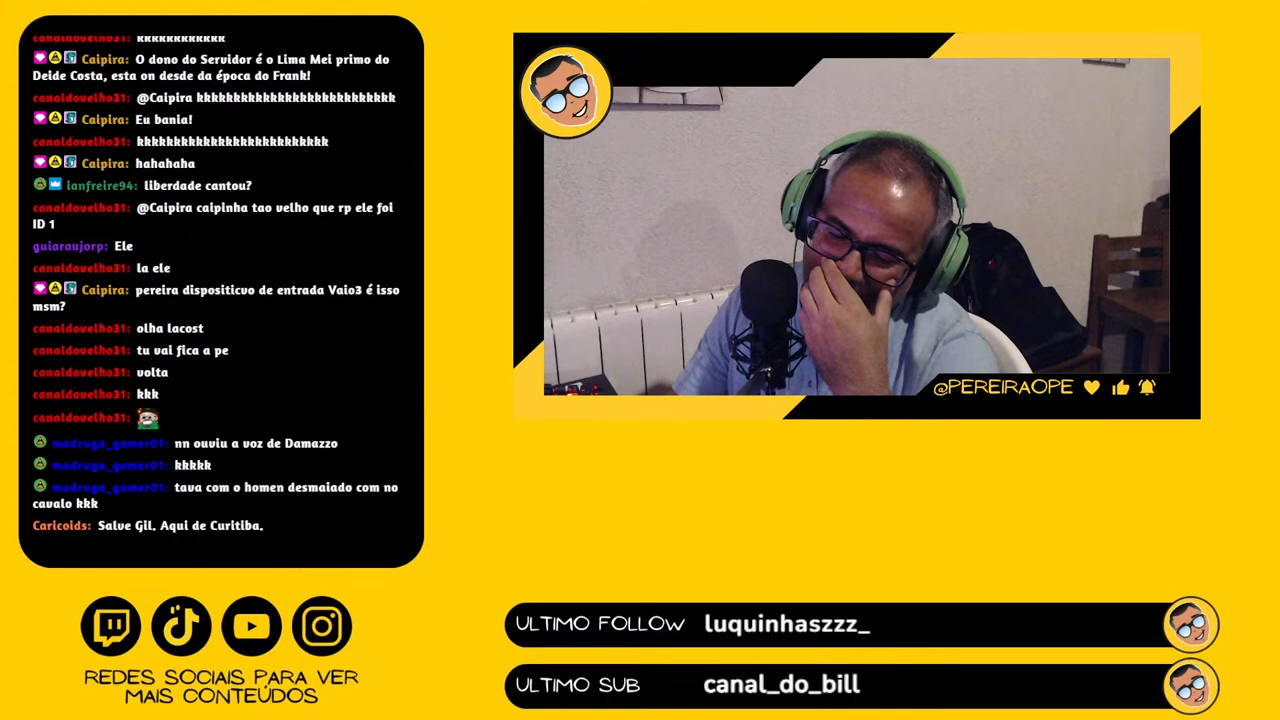 canaldovelho31: kkkkkkkkkkkk
Caipira: O dono do Servidor é o Lima Mei primo do
Deide Costa, esta on desde da época do Frank!
canaldovelho31: @Caipira kkkkkkkkkkkkkkkkkkkkkkkkkkk
Caipira: Eu bania!
canaldovelho31: kkkkkkkkkkkkkkkkkkkkkkkkkk
Caipira: hahahaha
ianfreire94: liberdade cantou?
canaldovelho31: @Caipira caipinha tao velho que rp ele foi
ID 1
guiaraujorp: Ele
canaldovelho31: la ele
Caipira: pereira dispositicvo de entrada Vaio3 é isso
msm?
canaldovelho31: olha lacost
canaldovelho31: tu vai fica a pe
canaldovelho31: volta
canaldovelho31: kkk
canaldovelho31:
madruga_gamer01: nn ouviu a voz de Damazzo
madruga_gamer01: kkkkk
madruga_gamer01: tava com o homen desmaiado com no
cavalo kkk
Caricoids: Salve Gil. Aqui de Curitiba.
REDES SOCIAIS PARA VER
MAIS CONTEÚDOS
@PEREIRAOPE
ULTIMO FOLLOW luquinhaszzz_
ULTIMO SUB canal_do_bill